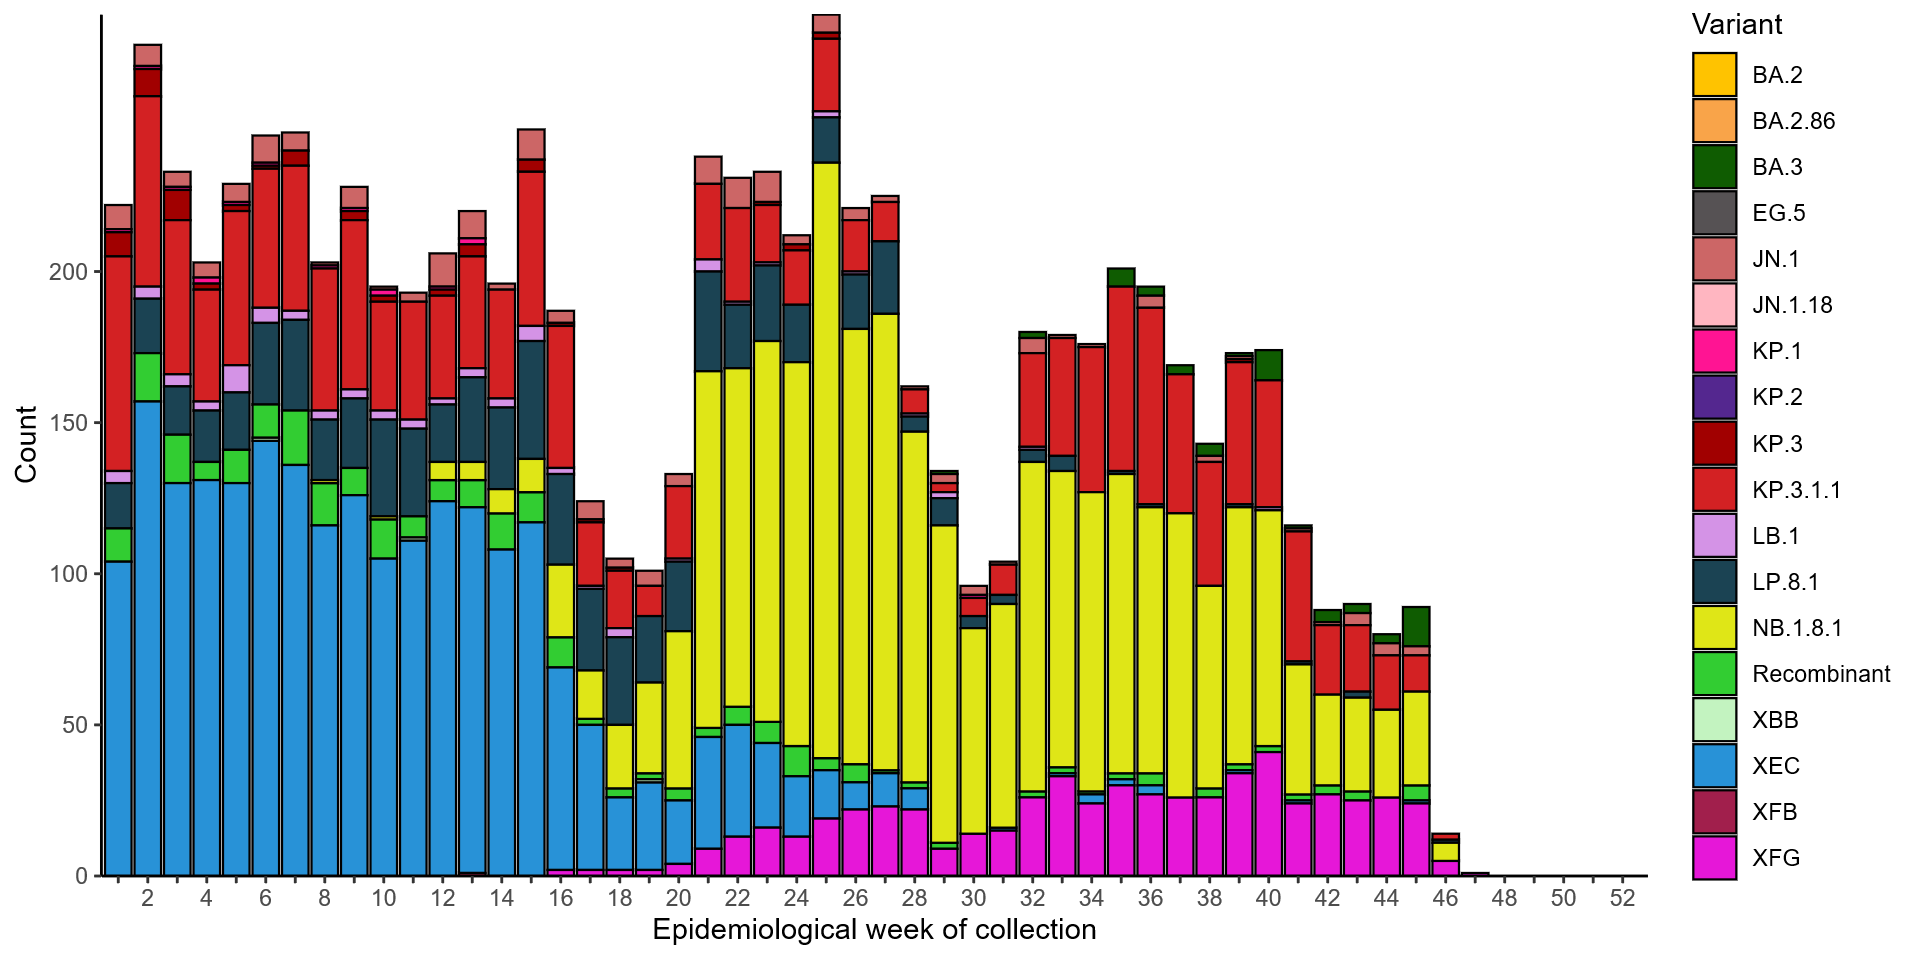 Variant
BA.2
BA.2.86
BA.3
EG.5
JN.1
JN.1.18
KP.1
KP.2
KP.3
KP.3.1.1
LB.1
LP.8.1
NB.1.8.1
Recombinant
XBB
XEC
XFB
XFG
Count
200
150
100
50
0
2 4 6 8 10 12 14 16 18 20 22 24 26 28 30 32 34 36 38 40 42 44 46 48 50 52
Epidemiological week of collection